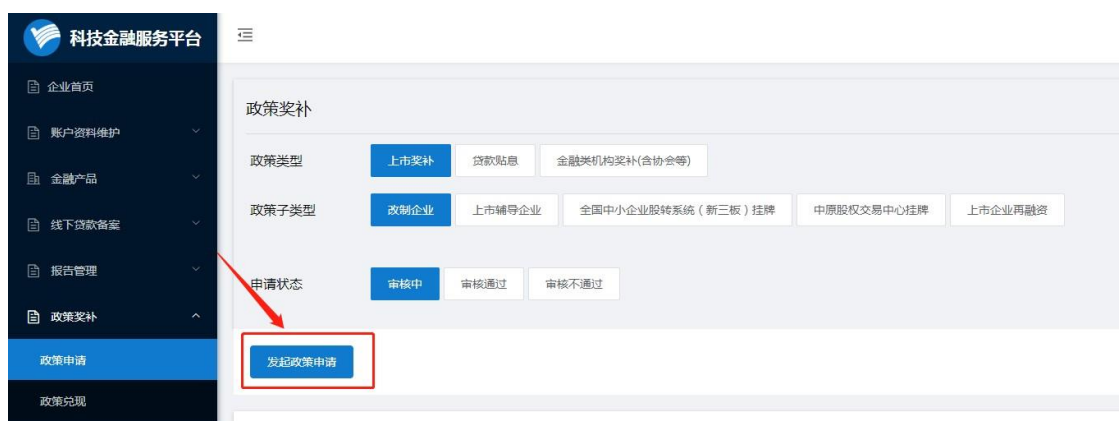 科技金融服务平台
企业首页
账户资料维护
金融产品
线下贷款备案
报告管理
政策奖补
政策申请
政策兑现
政策奖补
政策类型 上市奖补 贷款贴息 金融类机构奖补(含协会等)
政策子类型 改制企业 上市辅导企业 全国中小企业股转系统（新三板）挂牌 中原股权交易中心挂牌 上市企业再融资
申请状态 审核中 审核通过 审核不通过
发起政策申请